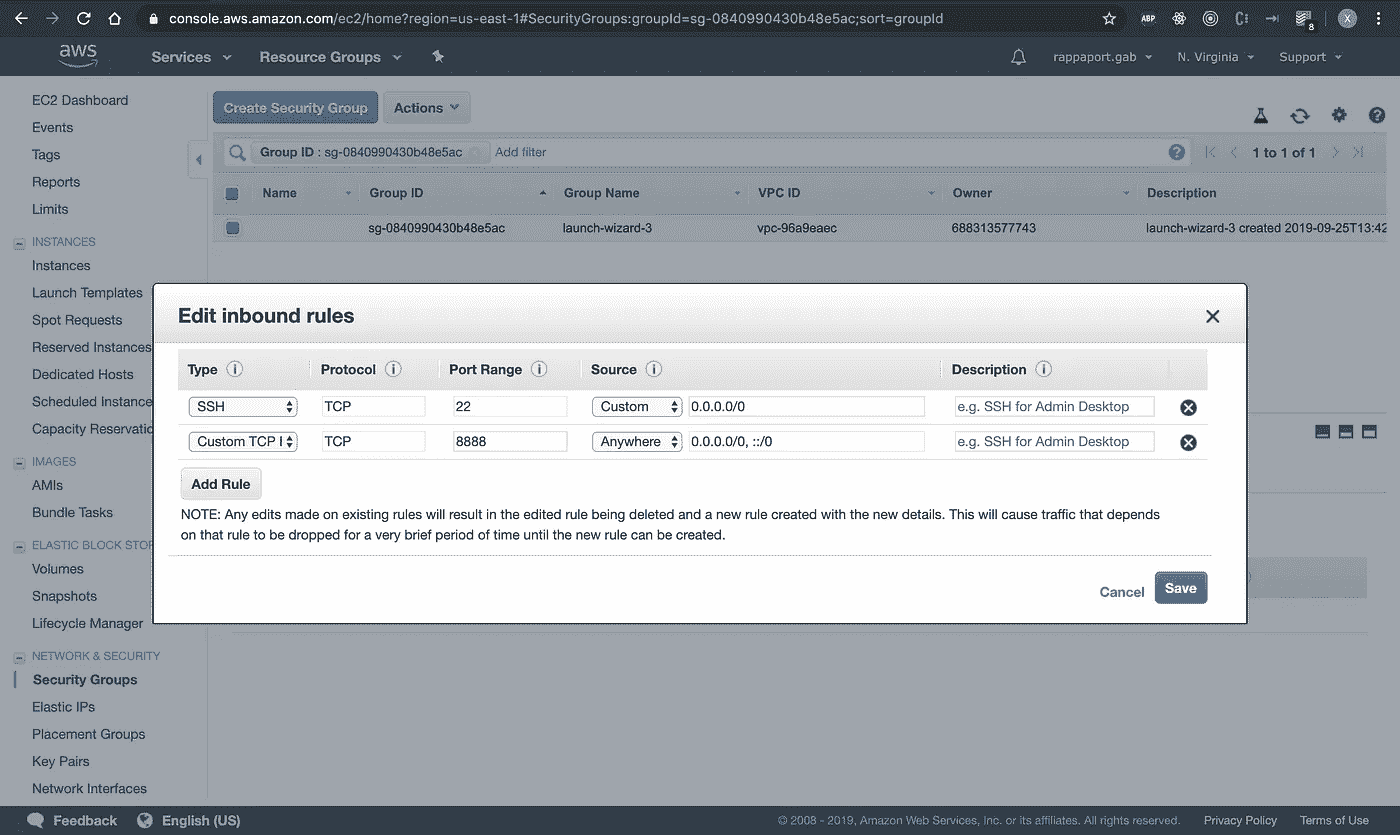 console.aws.amazon.com/ec2/home?region=us-east-1#SecurityGroups:groupId=sg-0840990430b48e5ac;sort=groupId
ABP
8
X
aws
Services
Resource Groups
rappaport.gab
N. Virginia
Support
EC2 Dashboard
Events
Tags
Reports
Limits
INSTANCES
Instances
Launch Templates
Spot Requests
Reserved Instances
Dedicated Hosts
Scheduled Instance
Capacity Reservatio
IMAGES
AMIs
Bundle Tasks
ELASTIC BLOCK STOR
Volumes
Snapshots
Lifecycle Manager
NETWORK & SECURITY
Security Groups
Elastic IPs
Placement Groups
Key Pairs
Network Interfaces
Create Security Group
Actions
Group ID : sg-0840990430b48e5ac
Add filter
1 to 1 of 1
Name Group ID Group Name VPC ID Owner Description
sg-0840990430b48e5ac launch-wizard-3 vpc-96a9eaec 688313577743 launch-wizard-3 created 2019-09-25T13:42
Edit inbound rules
Type Protocol Port Range Source Description
SSH TCP 22 Custom 0.0.0.0/0 e.g. SSH for Admin Desktop
Custom TCP TCP 8888 Anywhere 0.0.0.0/0, ::/0 e.g. SSH for Admin Desktop
Add Rule
NOTE: Any edits made on existing rules will result in the edited rule being deleted and a new rule created with the new details. This will cause traffic that depends
on that rule to be dropped for a very brief period of time until the new rule can be created.
Cancel
Save
Feedback
English (US)
© 2008 - 2019, Amazon Web Services, Inc. or its affiliates. All rights reserved.
Privacy Policy
Terms of Use